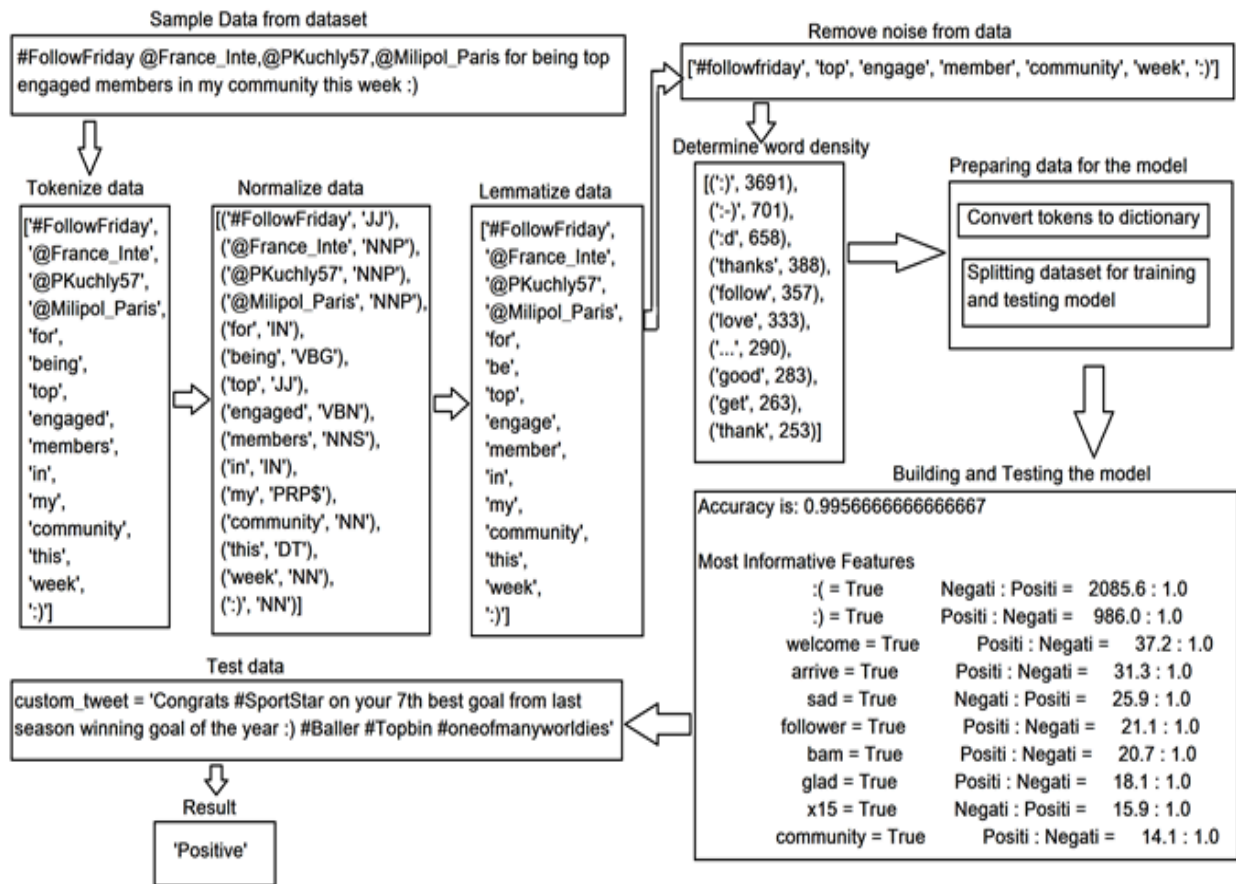 Sample Data from dataset
#FollowFriday @France_Inte,@PKuchly57,@Milipol_Paris for being top
engaged members in my community this week :)
Tokenize data
['#FollowFriday',
'@France_Inte',
'@PKuchly57',
'@Milipol_Paris',
'for',
'being',
'top',
'engaged',
'members',
'in',
'my',
'community',
'this',
'week',
':)']
Normalize data
[('#FollowFriday', 'JJ'),
('@France_Inte', 'NNP'),
('@PKuchly57', 'NNP'),
('@Milipol_Paris', 'NNP'),
('for', 'IN'),
('being', 'VBG'),
('top', 'JJ'),
('engaged', 'VBN'),
('members', 'NNS'),
('in', 'IN'),
('my', 'PRP$'),
('community', 'NN'),
('this', 'DT'),
('week', 'NN'),
(':)', 'NN')]
Lemmatize data
['#FollowFriday',
'@France_Inte',
'@PKuchly57',
'@Milipol_Paris',
'for',
'be',
'top',
'engage',
'member',
'in',
'my',
'community',
'this',
'week',
':)']
Remove noise from data
['#followfriday', 'top', 'engage', 'member', 'community', 'week', ':)']
Determine word density
[(':)', 3691),
(':-)', 701),
(':d', 658),
('thanks', 388),
('follow', 357),
('love', 333),
('...', 290),
('good', 283),
('get', 263),
('thank', 253)]
Preparing data for the model
Convert tokens to dictionary
Splitting dataset for training
and testing model
Building and Testing the model
Accuracy is: 0.9956666666666667
Most Informative Features
:( = True Negati : Positi = 2085.6 : 1.0
:) = True Positi : Negati = 986.0 : 1.0
welcome = True Positi : Negati = 37.2 : 1.0
arrive = True Positi : Negati = 31.3 : 1.0
sad = True Negati : Positi = 25.9 : 1.0
follower = True Positi : Negati = 21.1 : 1.0
bam = True Positi : Negati = 20.7 : 1.0
glad = True Positi : Negati = 18.1 : 1.0
x15 = True Negati : Positi = 15.9 : 1.0
community = True Positi : Negati = 14.1 : 1.0
Test data
custom_tweet = 'Congrats #SportStar on your 7th best goal from last
season winning goal of the year :) #Baller #Topbin #oneofmanyworldies'
Result
'Positive'